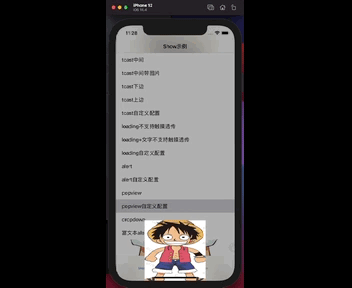 iPhone 12
iOS 15.4
11:28
Show示例
toast中间
toast中间带图片
toast下边
toast上边
toast自定义配置
loading不支持触摸透传
loading+文字不支持触摸透传
loading自定义配置
alert
alert自定义配置
popview
popview自定义配置
dropdown
富文本